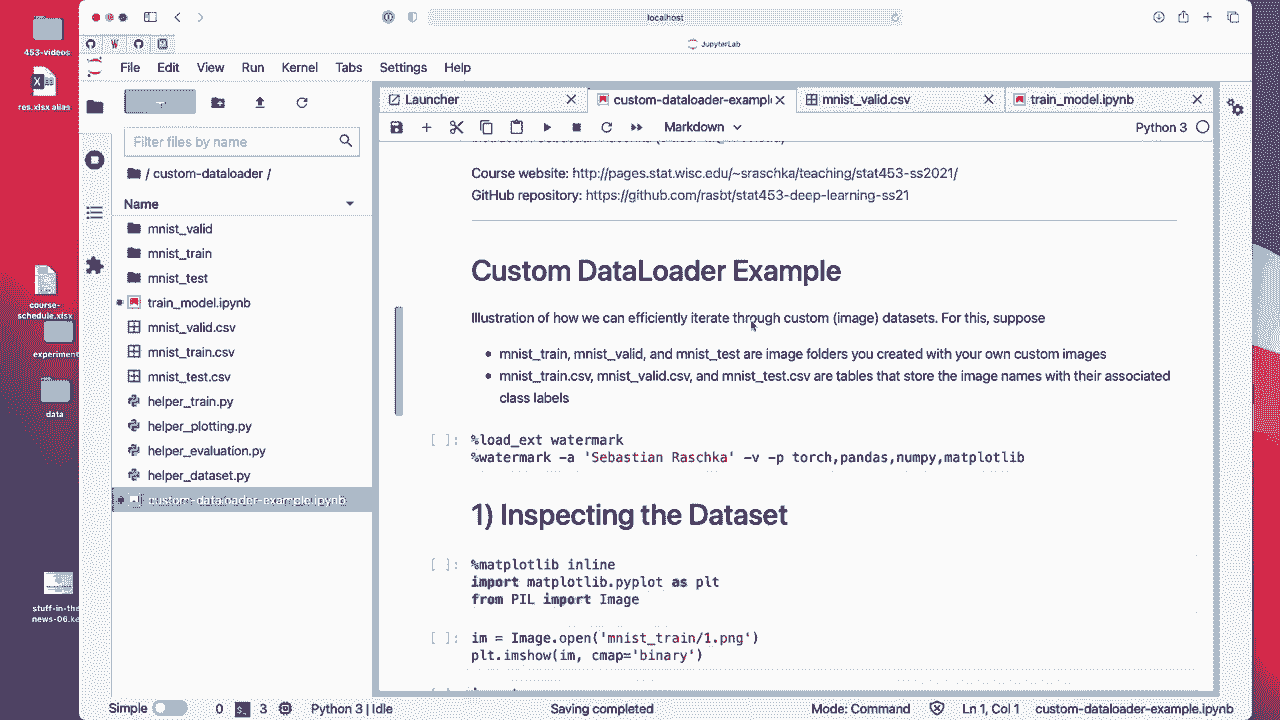 453-videos
res.xlsx alias
course-
schedule.xlsx
experiment
data
stuff-in-the
news-06.ke
localhost
JupyterLab
File Edit View Run Kernel Tabs Settings Help
Filter files by name
/ custom-dataloader /
Name
mnist_valid
mnist_train
mnist_test
train_model.ipynb
mnist_valid.csv
mnist_train.csv
mnist_test.csv
helper_train.py
helper_plotting.py
helper_evaluation.py
helper_dataset.py
custom-dataloader-example.ipynb
Launcher
custom-dataloader-exampl
mnist_valid.csv
train_model.ipynb
Markdown
Python 3
Course website: http://pages.stat.wisc.edu/~sraschka/teaching/stat453-ss2021/
GitHub repository: https://github.com/rasbt/stat453-deep-learning-ss21
Custom DataLoader Example
Illustration of how we can efficiently iterate through custom (image) datasets. For this, suppose
• mnist_train, mnist_valid, and mnist_test are image folders you created with your own custom images
• mnist_train.csv, mnist_valid.csv, and mnist_test.csv are tables that store the image names with their associated
class labels
[ ]: %load_ext watermark
%watermark -a 'Sebastian Raschka' -v -p torch,pandas,numpy,matplotlib
1) Inspecting the Dataset
[ ]: %matplotlib inline
import matplotlib.pyplot as plt
from PIL import Image
[ ]: im = Image.open('mnist_train/1.png')
plt.imshow(im, cmap='binary')
Simple 0 3 Python 3 | Idle Saving completed Mode: Command Ln 1, Col 1 custom-dataloader-example.ipynb